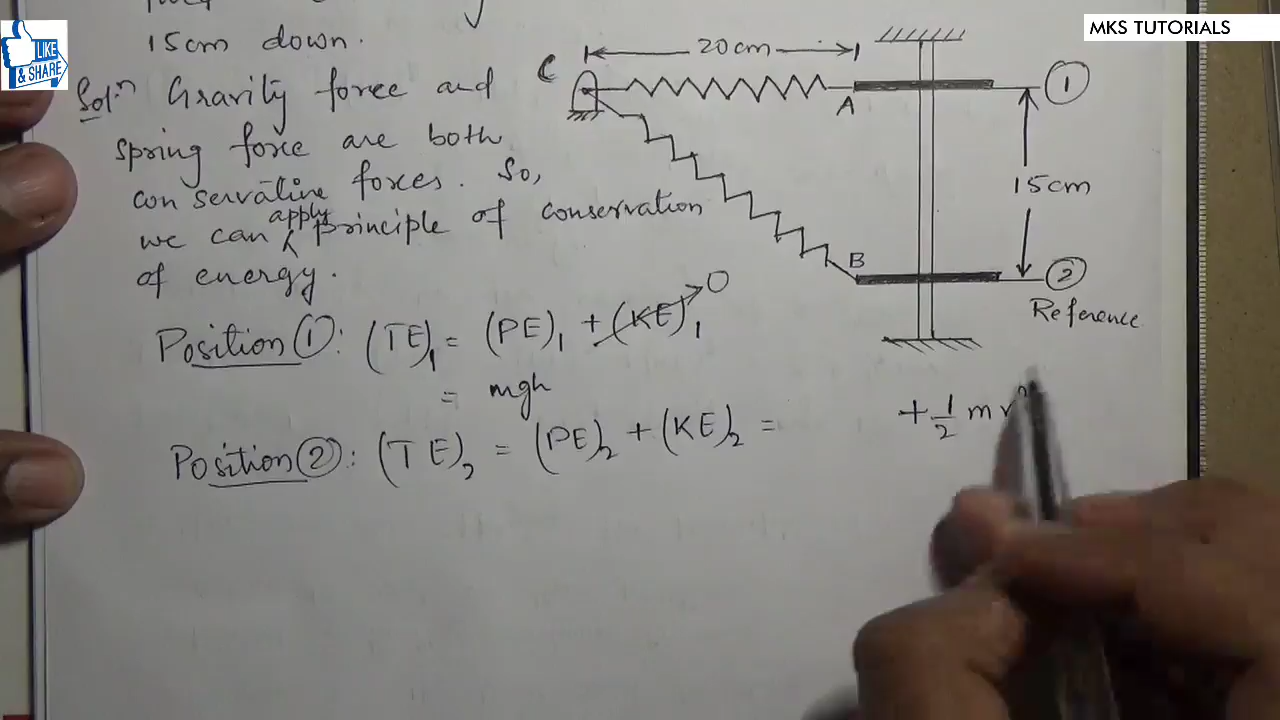 MKS TUTORIALS
LIKE
& SHARE
15cm down.
Sol.n Gravity force and
spring force are both
conservative forces. So,
we can apply principle of conservation
of energy.
Position ①: (TE)₁ = (PE)₁ + (KE)₁ → 0
= mgh
Position ②: (TE)₂ = (PE)₂ + (KE)₂ = + 1/2 m v
20cm
C
A
①
15cm
B
②
Reference